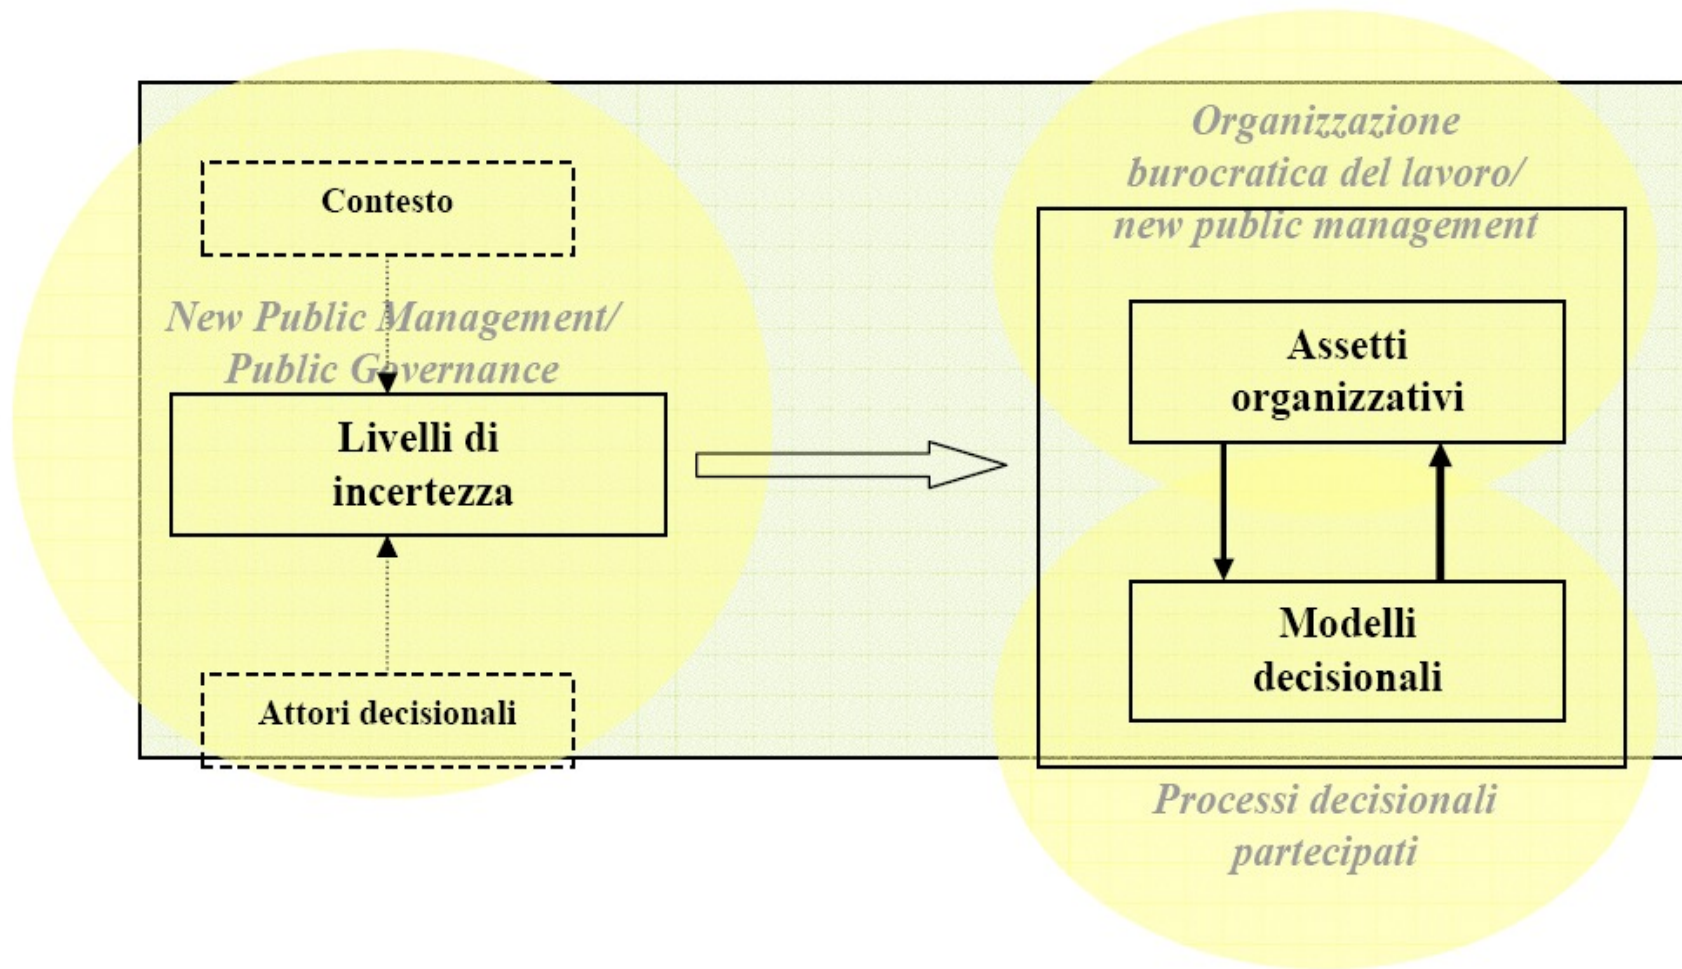 Contesto
New Public Management/
Public Governance
Livelli di
incertezza
Attori decisionali
Organizzazione
burocratica del lavoro/
new public management
Assetti
organizzativi
Modelli
decisionali
Processi decisionali
partecipati